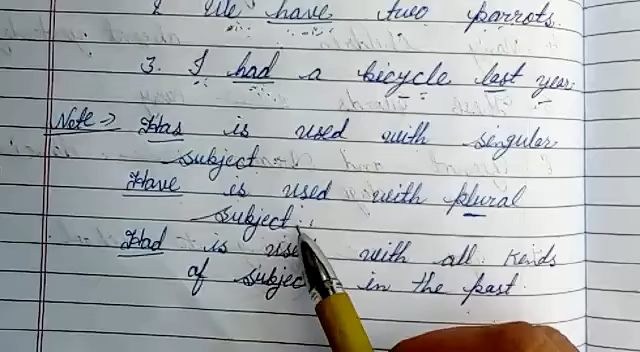 2. We have two parrots.
3. I had a bicycle last year.
Note => Has is used with singular
subject
Have is used with plural
subject.
Had is used with all kinds
of subject in the past.